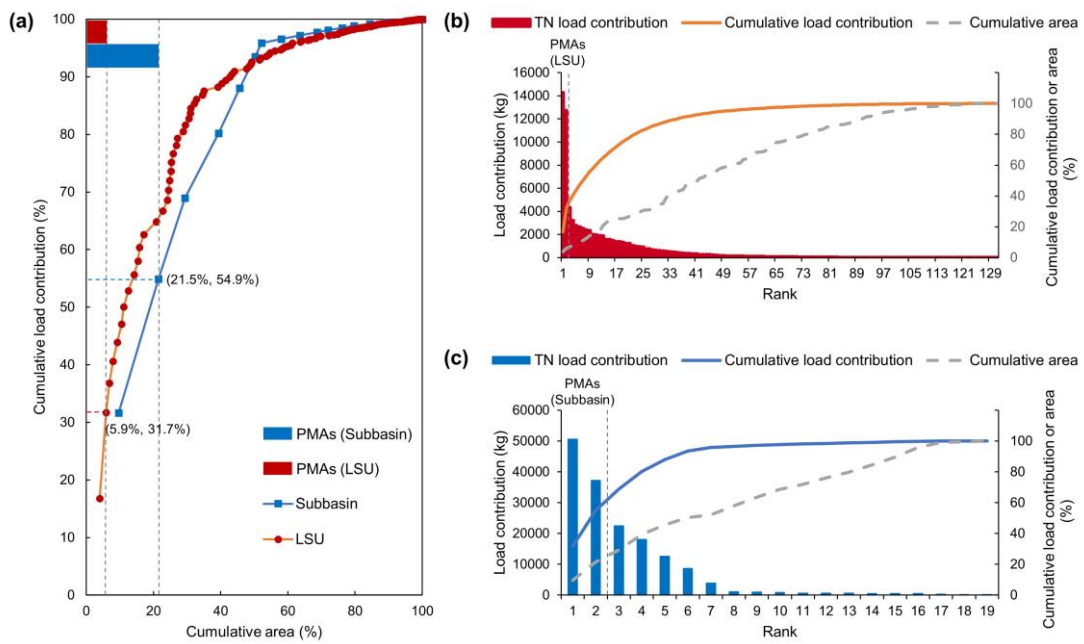 (a)
100
90
80
70
60
50
40
30
20
10
0
Cumulative load contribution (%)
(21.5%, 54.9%)
(5.9%, 31.7%)
PMAs (Subbasin)
PMAs (LSU)
Subbasin
LSU
0 20 40 60 80 100
Cumulative area (%)
(b)
TN load contribution Cumulative load contribution Cumulative area
PMAs
(LSU)
16000
14000
12000
10000
8000
6000
4000
2000
0
Load contribution (kg)
120
100
80
60
40
20
0
Cumulative load contribution or area
(%)
1 9 17 25 33 41 49 57 65 73 81 89 97 105 113 121 129
Rank
(c)
TN load contribution Cumulative load contribution Cumulative area
PMAs
(Subbasin)
60000
50000
40000
30000
20000
10000
0
Load contribution (kg)
120
100
80
60
40
20
0
Cumulative load contribution or area
(%)
1 2 3 4 5 6 7 8 9 10 11 12 13 14 15 16 17 18 19
Rank